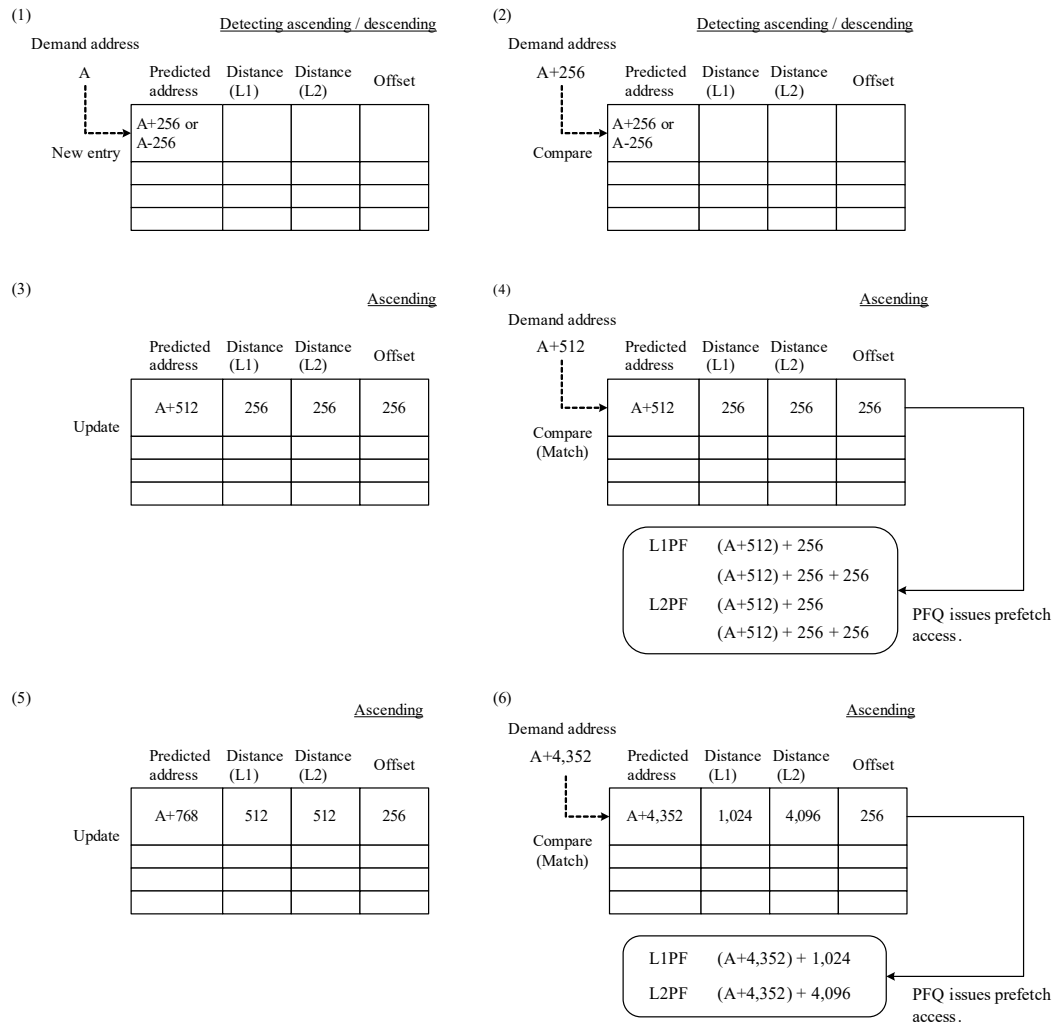 (1)
Detecting ascending / descending
Demand address
A
Predicted address
Distance (L1)
Distance (L2)
Offset
A+256 or
A-256
New entry
(2)
Detecting ascending / descending
Demand address
A+256
Predicted address
Distance (L1)
Distance (L2)
Offset
A+256 or
A-256
Compare
(3)
Ascending
Predicted address
Distance (L1)
Distance (L2)
Offset
Update
A+512 256 256 256
(4)
Ascending
Demand address
A+512
Predicted address
Distance (L1)
Distance (L2)
Offset
A+512 256 256 256
Compare
(Match)
L1PF (A+512) + 256
(A+512) + 256 + 256
L2PF (A+512) + 256
(A+512) + 256 + 256
PFQ issues prefetch
access.
(5)
Ascending
Predicted address
Distance (L1)
Distance (L2)
Offset
Update
A+768 512 512 256
(6)
Ascending
Demand address
A+4,352
Predicted address
Distance (L1)
Distance (L2)
Offset
A+4,352 1,024 4,096 256
Compare
(Match)
L1PF (A+4,352) + 1,024
L2PF (A+4,352) + 4,096
PFQ issues prefetch
access.